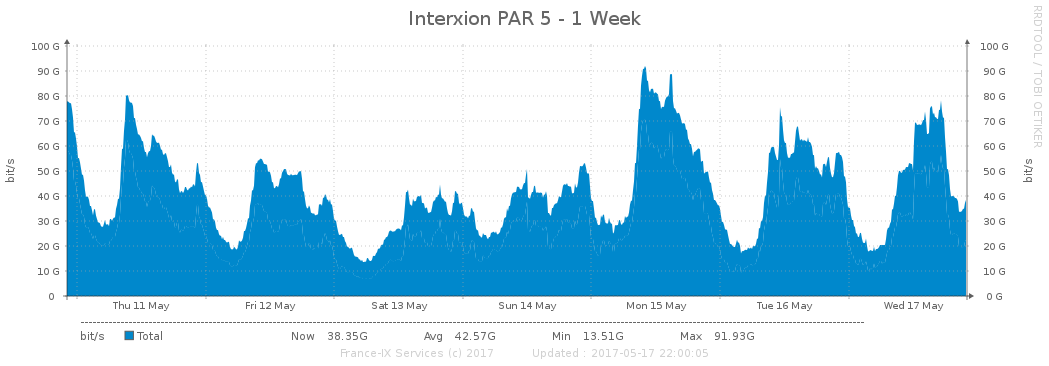 Interxion PAR 5 - 1 Week
RRDTOOL / TOBI OETIKER
bit/s
bit/s
100 G 100 G
90 G 90 G
80 G 80 G
70 G 70 G
60 G 60 G
50 G 50 G
40 G 40 G
30 G 30 G
20 G 20 G
10 G 10 G
0 0 G
Thu 11 May Fri 12 May Sat 13 May Sun 14 May Mon 15 May Tue 16 May Wed 17 May
bit/s Total Now 38.35G Avg 42.57G Min 13.51G Max 91.93G
France-IX Services (c) 2017 Updated : 2017-05-17 22:00:05